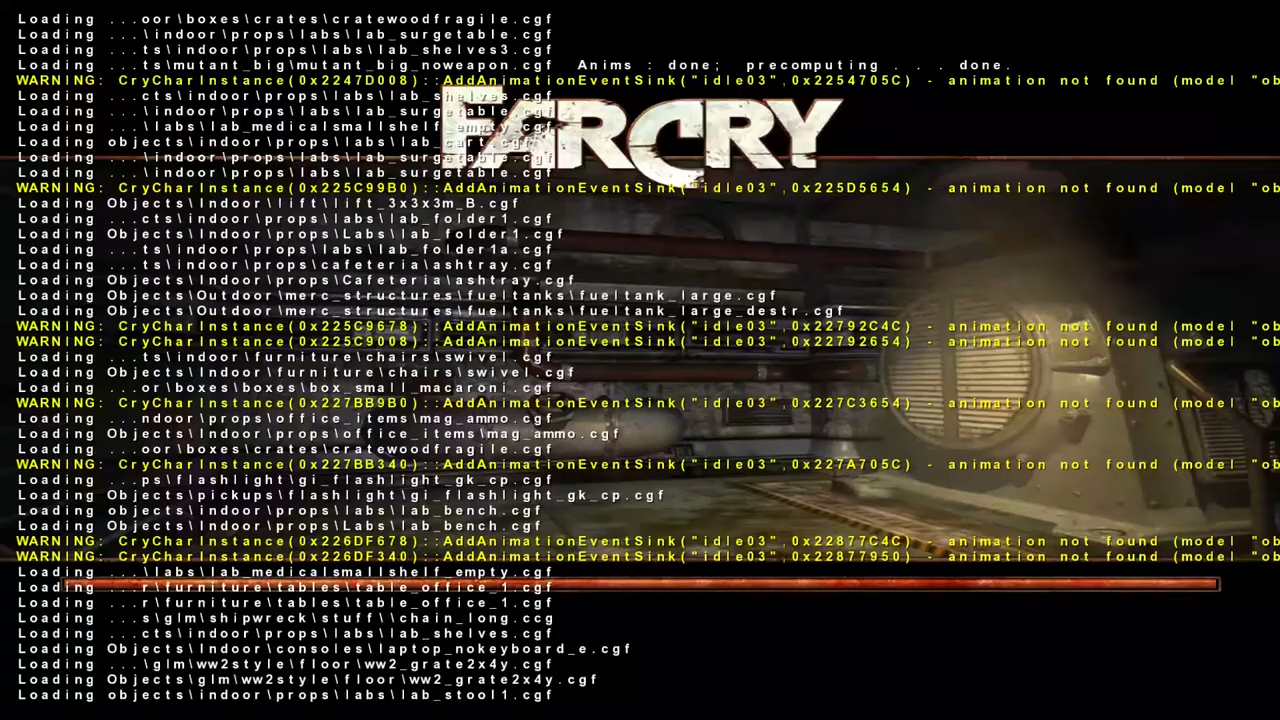 Loading ...oor\boxes\crates\cratewoodfragile.cgf
Loading ...\indoor\props\labs\lab_surgetable.cgf
Loading ...ts\indoor\props\labs\lab_shelves3.cgf
Loading ...ts\mutant_big\mutant_big_noweapon.cgf Anims : done; precomputing . . . done.
WARNING: CryCharInstance(0x2247D008)::AddAnimationEventSink("idle03",0x2254705C) - animation not found (model "ob
Loading ...cts\indoor\props\labs\lab_shelves.cgf
Loading ...\indoor\props\labs\lab_surgetable.cgf
Loading ...\labs\lab_medicalsmallshelf_empty.cgf
Loading objects\indoor\props\labs\lab_cart.cgf
FARCRY
Loading ...\indoor\props\labs\lab_surgetable.cgf
Loading ...\indoor\props\labs\lab_surgetable.cgf
WARNING: CryCharInstance(0x225C99B0)::AddAnimationEventSink("idle03",0x225D5654) - animation not found (model "ob
Loading Objects\Indoor\lift\lift_3x3x3m_B.cgf
Loading ...cts\indoor\props\labs\lab_folder1.cgf
Loading Objects\Indoor\props\Labs\lab_folder1.cgf
Loading ...ts\indoor\props\labs\lab_folder1a.cgf
Loading ...ts\indoor\props\cafeteria\ashtray.cgf
Loading Objects\Indoor\props\Cafeteria\ashtray.cgf
Loading Objects\Outdoor\merc_structures\fueltanks\fueltank_large.cgf
Loading Objects\Outdoor\merc_structures\fueltanks\fueltank_large_destr.cgf
WARNING: CryCharInstance(0x225C9678)::AddAnimationEventSink("idle03",0x22792C4C) - animation not found (model "ob
WARNING: CryCharInstance(0x225C9008)::AddAnimationEventSink("idle03",0x22792654) - animation not found (model "ob
Loading ...ts\indoor\furniture\chairs\swivel.cgf
Loading Objects\Indoor\furniture\chairs\swivel.cgf
Loading ...or\boxes\boxes\box_small_macaroni.cgf
WARNING: CryCharInstance(0x227BB9B0)::AddAnimationEventSink("idle03",0x227C3654) - animation not found (model "ob
Loading ...ndoor\props\office_items\mag_ammo.cgf
Loading Objects\Indoor\props\office_items\mag_ammo.cgf
Loading ...oor\boxes\crates\cratewoodfragile.cgf
WARNING: CryCharInstance(0x227BB340)::AddAnimationEventSink("idle03",0x227A705C) - animation not found (model "ob
Loading ...ps\flashlight\gi_flashlight_gk_cp.cgf
Loading Objects\pickups\flashlight\gi_flashlight_gk_cp.cgf
Loading ...bjects\indoor\props\labs\lab_bench.cgf
Loading Objects\Indoor\props\Labs\lab_bench.cgf
WARNING: CryCharInstance(0x226DF678)::AddAnimationEventSink("idle03",0x22877C4C) - animation not found (model "ob
WARNING: CryCharInstance(0x226DF340)::AddAnimationEventSink("idle03",0x22877950) - animation not found (model "ob
Loading ...\labs\lab_medicalsmallshelf_empty.cgf
Loading ...r\furniture\tables\table_office_1.cgf
Loading ...r\furniture\tables\table_office_1.cgf
Loading ...s\glm\shipwreck\stuff\\chain_long.ccg
Loading ...cts\indoor\props\labs\lab_shelves.cgf
Loading Objects\Indoor\consoles\laptop_nokeyboard_e.cgf
Loading ...\glm\ww2style\floor\ww2_grate2x4y.cgf
Loading Objects\glm\ww2style\floor\ww2_grate2x4y.cgf
Loading objects\indoor\props\labs\lab_stool1.cgf